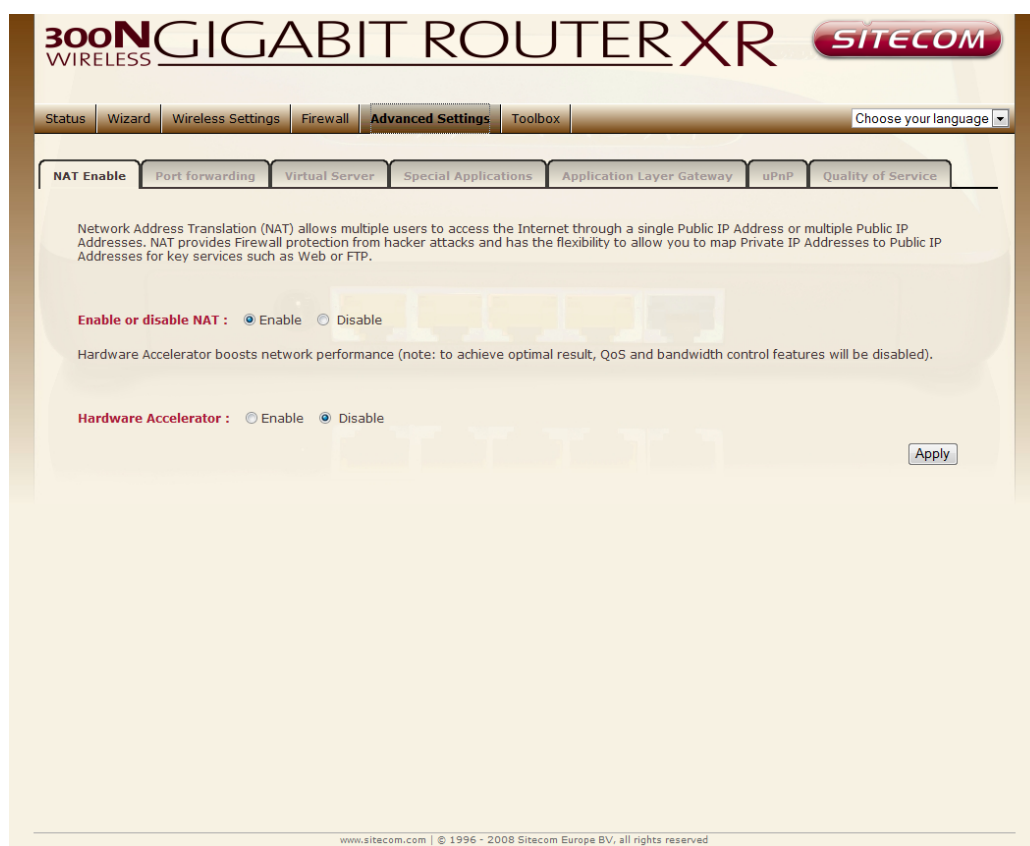 300N GIGABIT ROUTER XR SITECOM
WIRELESS
Status Wizard Wireless Settings Firewall Advanced Settings Toolbox Choose your language
NAT Enable Port forwarding Virtual Server Special Applications Application Layer Gateway uPnP Quality of Service
Network Address Translation (NAT) allows multiple users to access the Internet through a single Public IP Address or multiple Public IP
Addresses. NAT provides Firewall protection from hacker attacks and has the flexibility to allow you to map Private IP Addresses to Public IP
Addresses for key services such as Web or FTP.
Enable or disable NAT : Enable Disable
Hardware Accelerator boosts network performance (note: to achieve optimal result, QoS and bandwidth control features will be disabled).
Hardware Accelerator : Enable Disable
Apply
www.sitecom.com | © 1996 - 2008 Sitecom Europe BV, all rights reserved